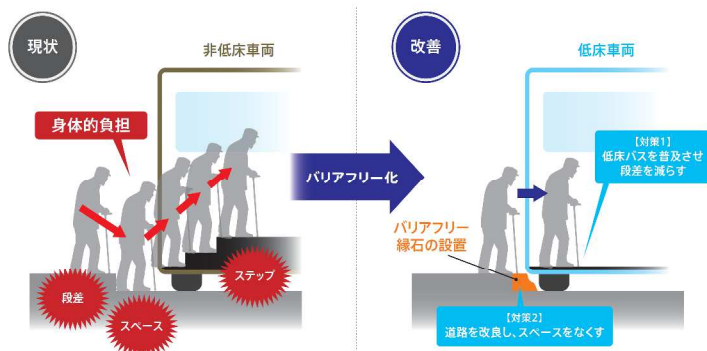 現状
非低床車両
身体的負担
段差
スペース
ステップ
バリアフリー化
改善
低床車両
【対策1】
低床バスを普及させ
段差を減らす
バリアフリー
縁石の設置
【対策2】
道路を改良し、スペースをなくす